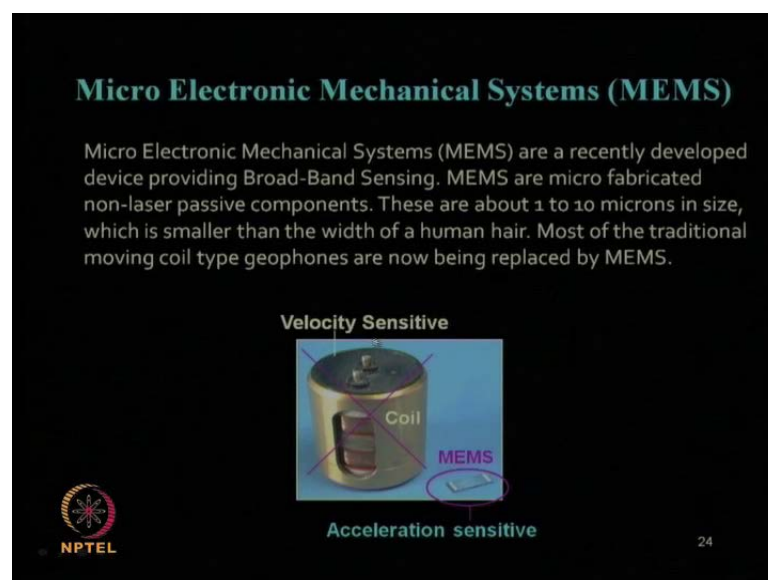 Micro Electronic Mechanical Systems (MEMS)
Micro Electronic Mechanical Systems (MEMS) are a recently developed
device providing Broad-Band Sensing. MEMS are micro fabricated
non-laser passive components. These are about 1 to 10 microns in size,
which is smaller than the width of a human hair. Most of the traditional
moving coil type geophones are now being replaced by MEMS.
Velocity Sensitive
Coil
MEMS
Acceleration sensitive
NPTEL
24